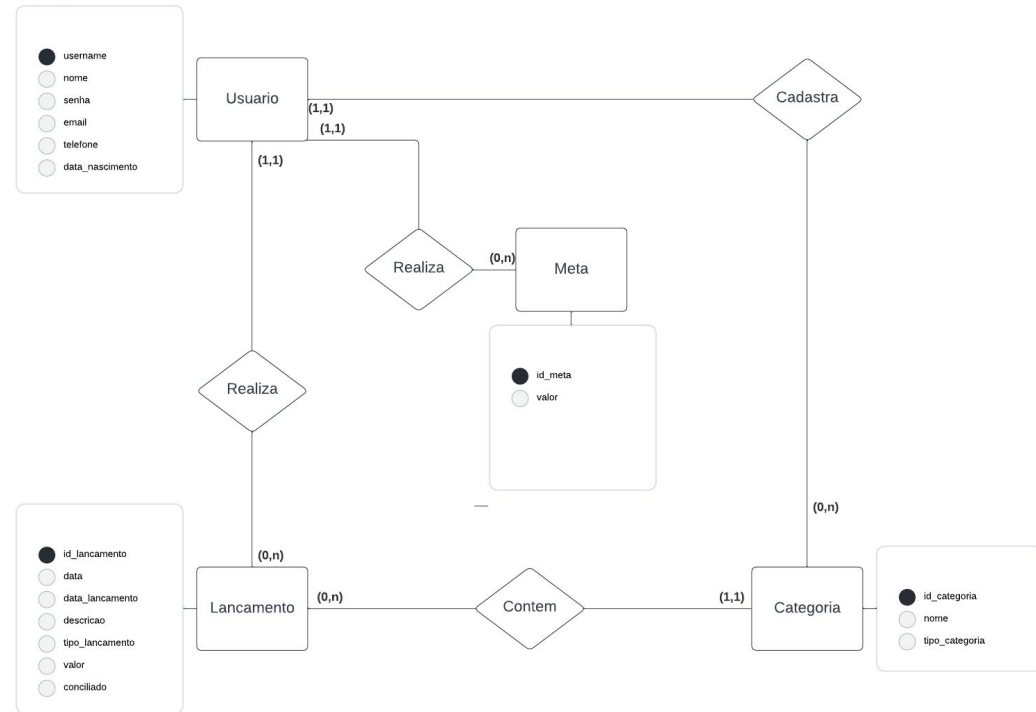 username
nome
senha
email
telefone
data_nascimento
Usuario
(1,1)
(1,1)
(1,1)
Cadastra
Realiza
(0,n)
Meta
id_meta
valor
Realiza
(0,n)
(0,n)
id_lancamento
data
data_lancamento
descricao
tipo_lancamento
valor
conciliado
Lancamento
(0,n)
Contem
(1,1)
Categoria
id_categoria
nome
tipo_categoria